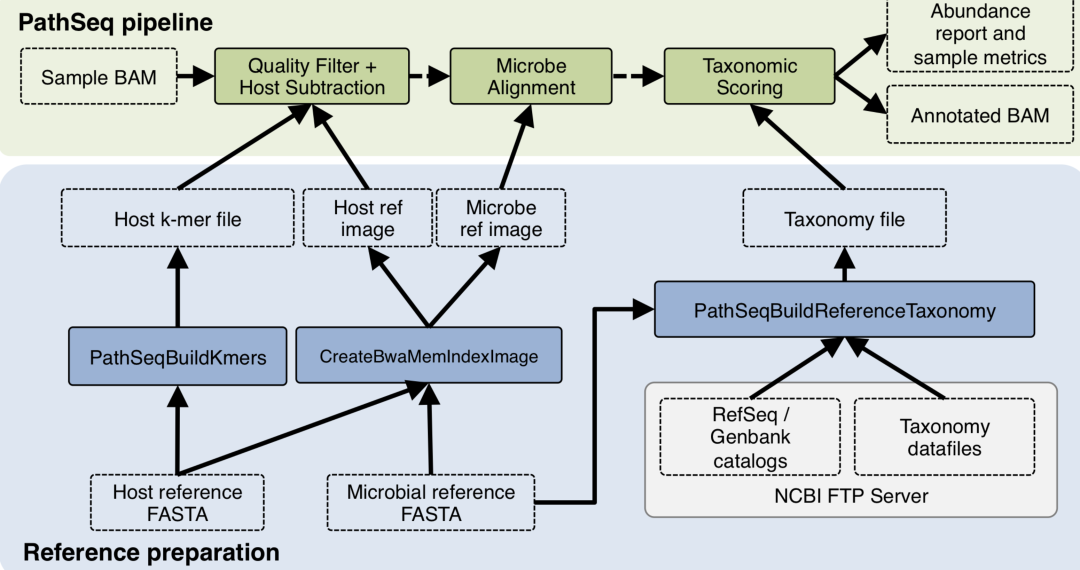 PathSeq pipeline
Sample BAM
Quality Filter +
Host Subtraction
Microbe
Alignment
Taxonomic
Scoring
Abundance
report and
sample metrics
Annotated BAM
Host k-mer file
Host ref
image
Microbe
ref image
Taxonomy file
PathSeqBuildKmers
CreateBwaMemIndexImage
PathSeqBuildReferenceTaxonomy
RefSeq /
Genbank
catalogs
Taxonomy
datafiles
NCBI FTP Server
Host reference
FASTA
Microbial reference
FASTA
Reference preparation